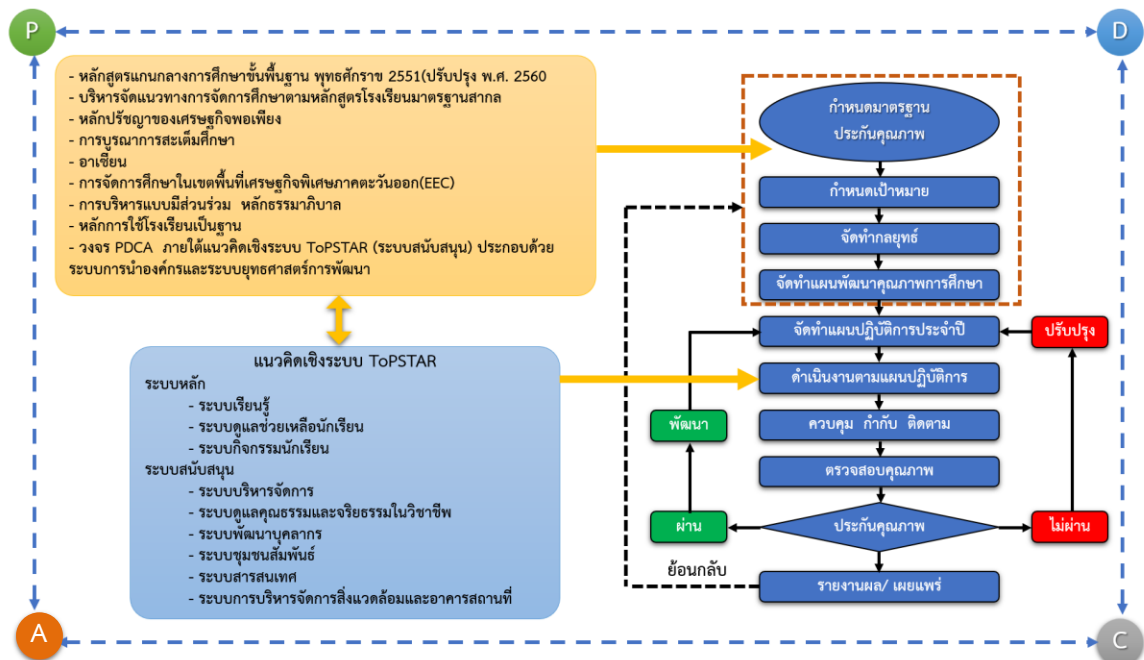 P
D
- หลักสูตรแกนกลางการศึกษาขั้นพื้นฐาน พุทธศักราช 2551(ปรับปรุง พ.ศ. 2560
- บริหารจัดแนวทางการจัดการศึกษาตามหลักสูตรโรงเรียนมาตรฐานสากล
- หลักปรัชญาของเศรษฐกิจพอเพียง
- การบูรณาการสะเต็มศึกษา
- อาเซียน
- การจัดการศึกษาในเขตพื้นที่เศรษฐกิจพิเศษภาคตะวันออก(EEC)
- การบริหารแบบมีส่วนร่วม หลักธรรมาภิบาล
- หลักการใช้โรงเรียนเป็นฐาน
- วงจร PDCA ภายใต้แนวคิดเชิงระบบ ToPSTAR (ระบบสนับสนุน) ประกอบด้วย
ระบบการนำองค์กรและระบบยุทธศาสตร์การพัฒนา
แนวคิดเชิงระบบ ToPSTAR
ระบบหลัก
- ระบบเรียนรู้
- ระบบดูแลช่วยเหลือนักเรียน
- ระบบกิจกรรมนักเรียน
ระบบสนับสนุน
- ระบบบริหารจัดการ
- ระบบดูแลคุณธรรมและจริยธรรมในวิชาชีพ
- ระบบพัฒนาบุคลากร
- ระบบชุมชนสัมพันธ์
- ระบบสารสนเทศ
- ระบบการบริหารจัดการสิ่งแวดล้อมและอาคารสถานที่
กำหนดมาตรฐาน
ประกันคุณภาพ
กำหนดเป้าหมาย
จัดทำกลยุทธ์
จัดทำแผนพัฒนาคุณภาพการศึกษา
จัดทำแผนปฏิบัติการประจำปี
ปรับปรุง
ดำเนินงานตามแผนปฏิบัติการ
พัฒนา
ควบคุม กำกับ ติดตาม
ตรวจสอบคุณภาพ
ผ่าน
ประกันคุณภาพ
ไม่ผ่าน
ย้อนกลับ
รายงานผล/ เผยแพร่
A
C